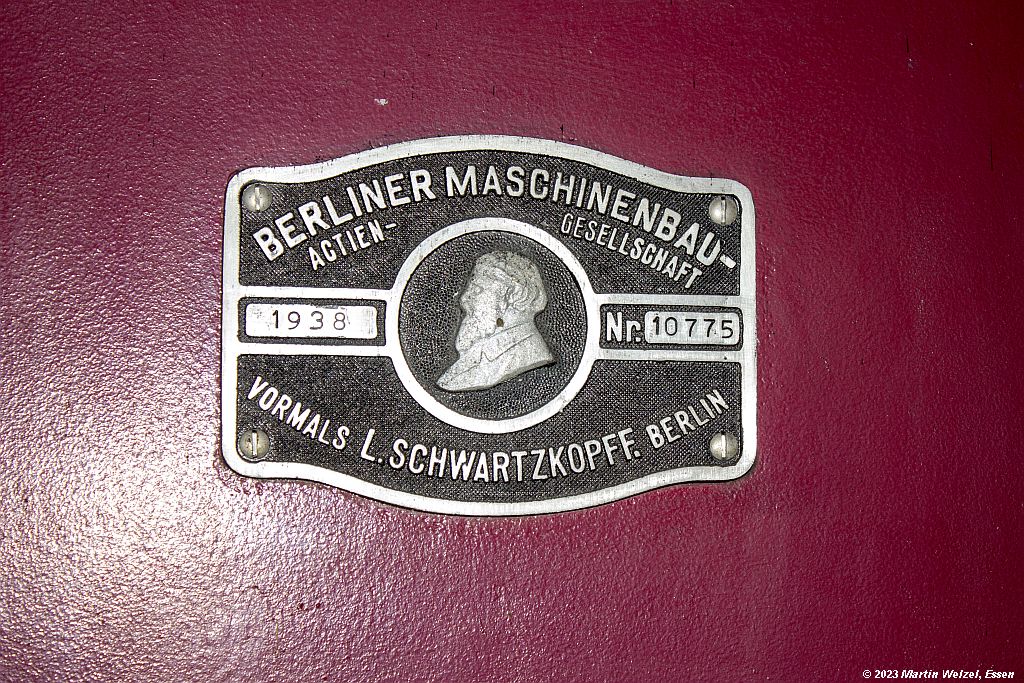 BERLINER MASCHINENBAU-
ACTIEN- GESELLSCHAFT
1938 Nr. 10775
VORMALS L. SCHWARTZKOPFF. BERLIN
© 2023 Martin Welzel, Essen